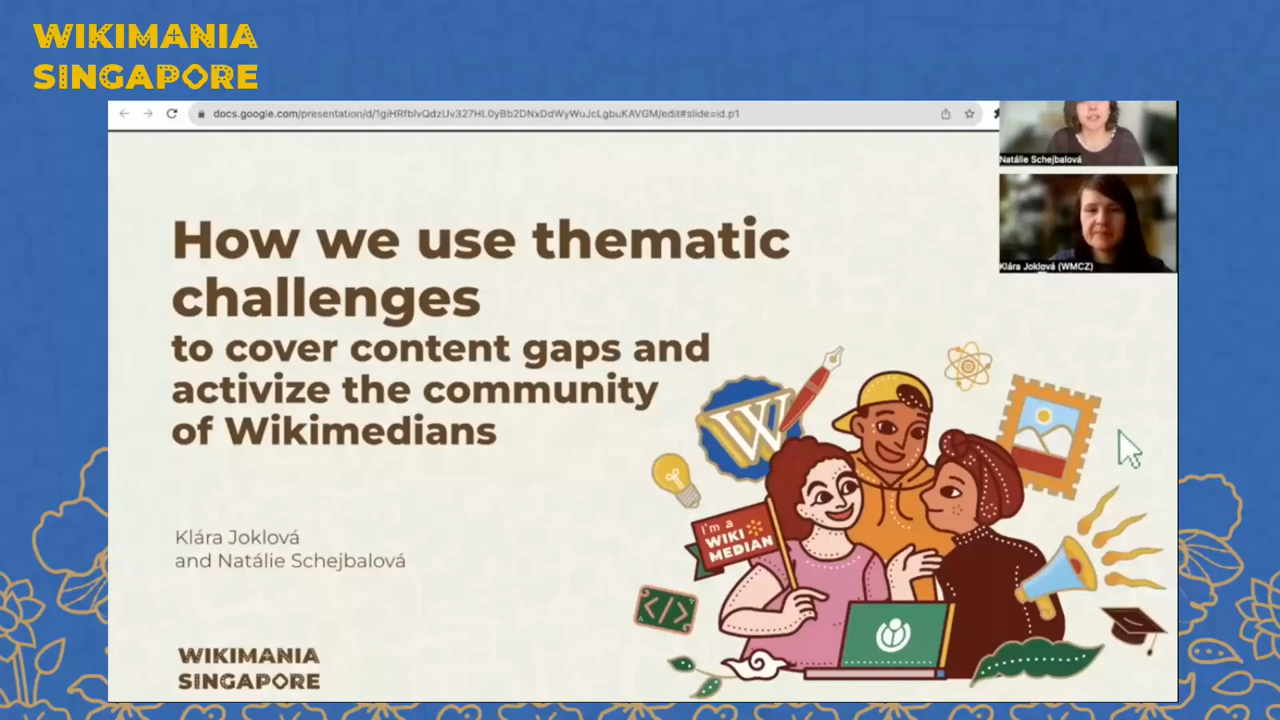 WIKIMANIA
SINGAPORE
docs.google.com/presentation/d/1giHRfbIvQdzUv327HL0yBb2DNxDdWyWuJcLgbuKAVGM/edit#slide=id.p1
Natálie Schejbalová
Klára Joklová (WMCZ)
How we use thematic
challenges
to cover content gaps and
activize the community
of Wikimedians
W
I'm a
WIKI
MEDIAN
</>
Klára Joklová
and Natálie Schejbalová
WIKIMANIA
SINGAPORE